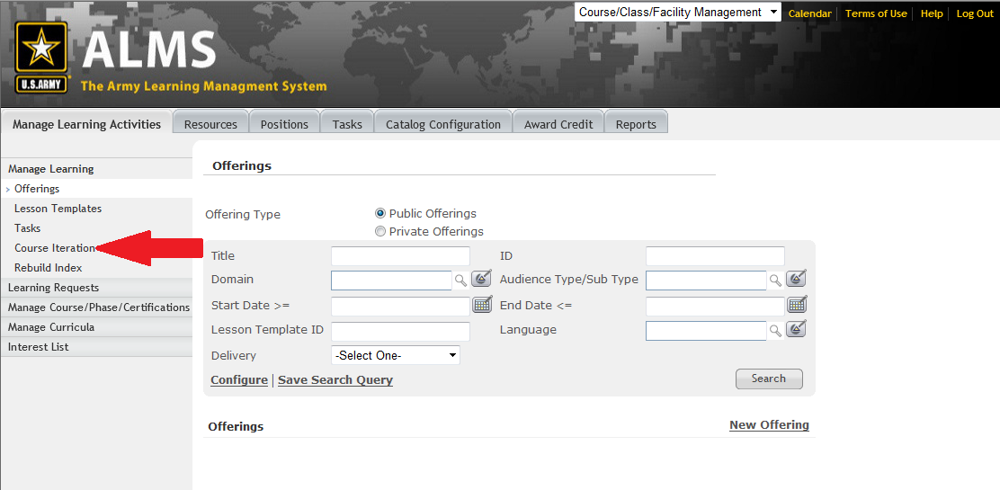 Course/Class/Facility Management Calendar Terms of Use Help Log Out
U.S.ARMY
ALMS
The Army Learning Managment System
Manage Learning Activities Resources Positions Tasks Catalog Configuration Award Credit Reports
Manage Learning
Offerings
Lesson Templates
Tasks
Course Iteration
Rebuild Index
Learning Requests
Manage Course/Phase/Certifications
Manage Curricula
Interest List
Offerings
Offering Type Public Offerings
Private Offerings
Title ID
Domain Audience Type/Sub Type
Start Date >= End Date <=
Lesson Template ID Language
Delivery -Select One-
Configure | Save Search Query Search
Offerings New Offering